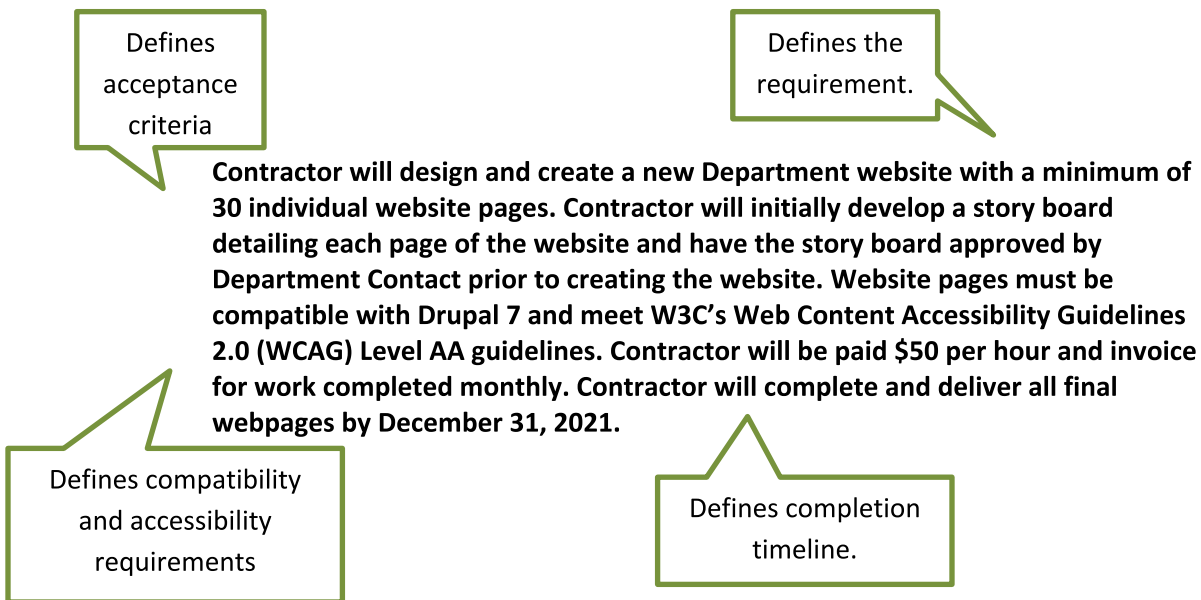 Defines
acceptance
criteria
Defines the
requirement.
Contractor will design and create a new Department website with a minimum of
30 individual website pages. Contractor will initially develop a story board
detailing each page of the website and have the story board approved by
Department Contact prior to creating the website. Website pages must be
compatible with Drupal 7 and meet W3C’s Web Content Accessibility Guidelines
2.0 (WCAG) Level AA guidelines. Contractor will be paid $50 per hour and invoice
for work completed monthly. Contractor will complete and deliver all final
webpages by December 31, 2021.
Defines compatibility
and accessibility
requirements
Defines completion
timeline.